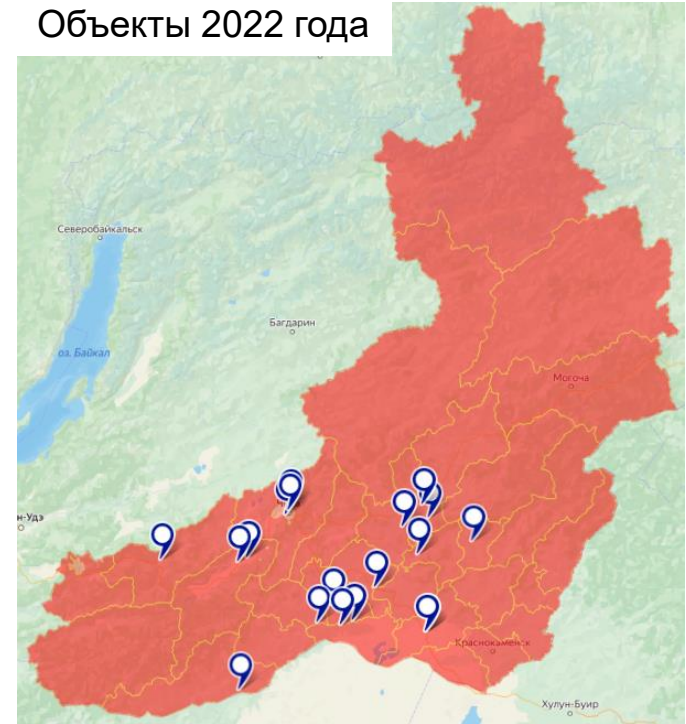 Объекты 2022 года
Северобайкальск
Багдарин
оз. Байкал
Могоча
н-Удэ
Краснокаменск
Хулун-Буир